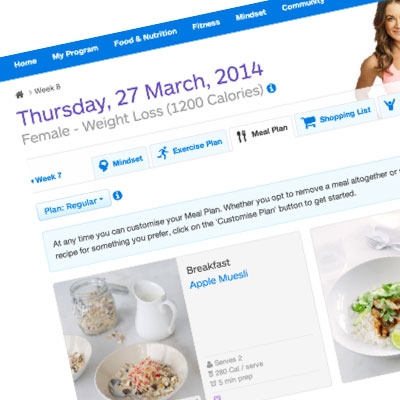 Home My Program Food & Nutrition Fitness Mindset Community
Week 8
Thursday, 27 March, 2014
Female - Weight Loss (1200 Calories)
Week 7
Mindset Exercise Plan Meal Plan Shopping List
Plan: Regular
At any time you can customise your Meal Plan. Whether you opt to remove a meal altogether or
recipe for something you prefer, click on the 'Customise Plan' button to get started.
Breakfast
Apple Muesli
Serves 2
280 Cal / serve
5 min prep